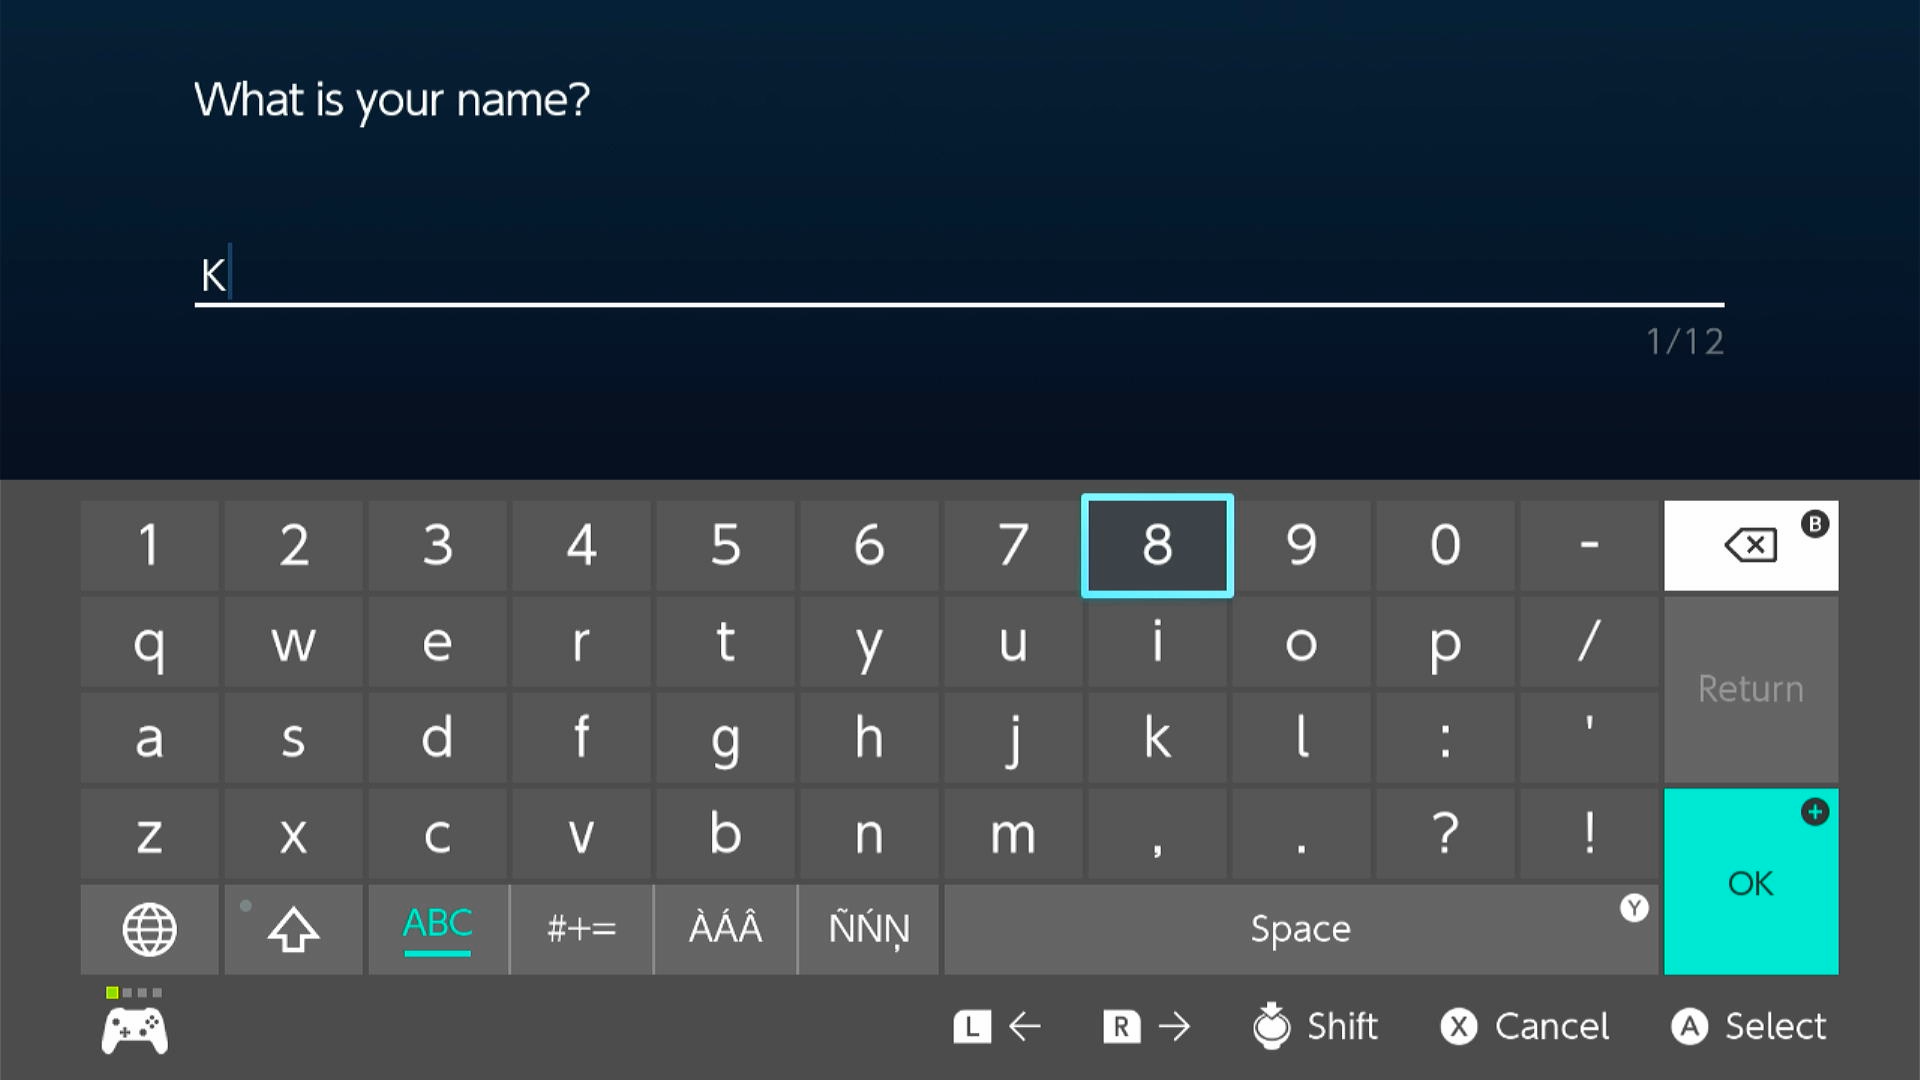 What is your name?
K
1/12
1 2 3 4 5 6 7 8 9 0 - B
q w e r t y u i o p /
Return
a s d f g h j k l : '
z x c v b n m , . ? ! +
OK
ABC #+= ÀÁÂ ÑŃŅ Space Y
L ← R → Shift X Cancel A Select